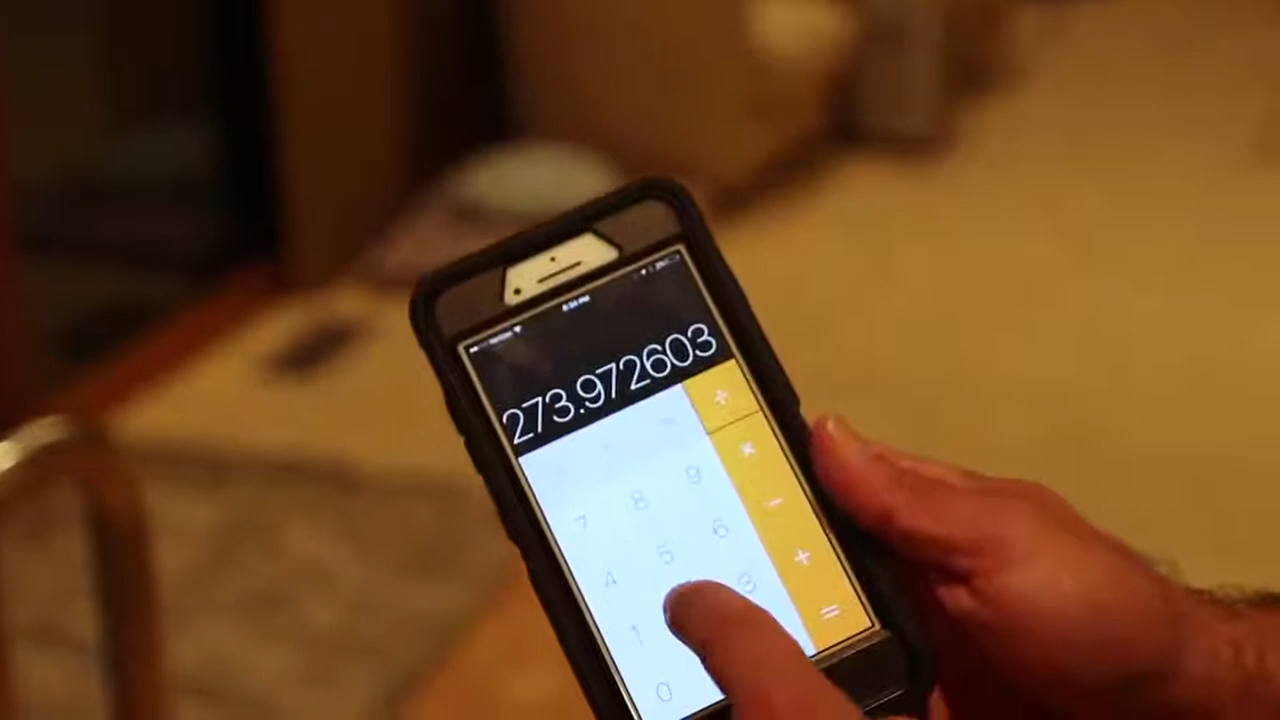 273.972603
÷
×
7 8 9 −
4 5 6 +
1 3 =
0